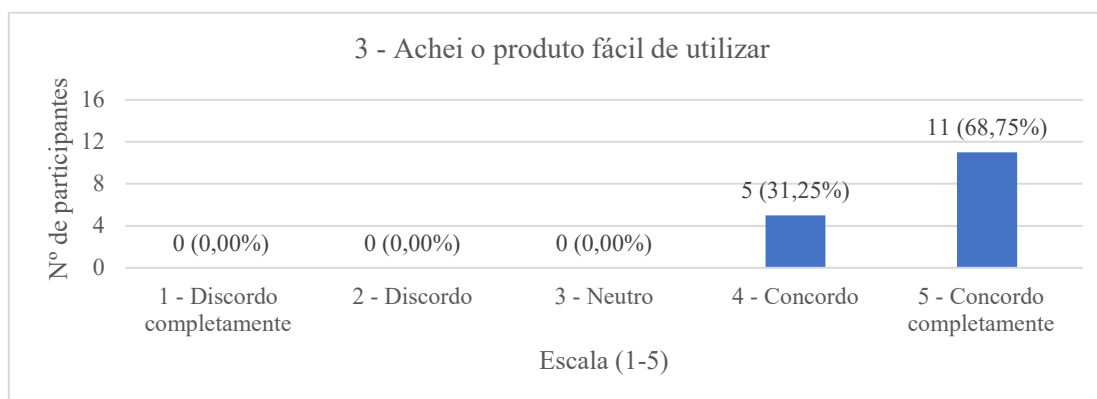 3 - Achei o produto fácil de utilizar
Nº de participantes
16
12
8
4
0
0 (0,00%)
0 (0,00%)
0 (0,00%)
5 (31,25%)
11 (68,75%)
1 - Discordo
completamente
2 - Discordo
3 - Neutro
4 - Concordo
5 - Concordo
completamente
Escala (1-5)